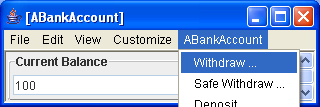 [ABankAccount]
File Edit View Customize ABankAccount
Current Balance
100
Withdraw ...
Safe Withdraw ...
Deposit